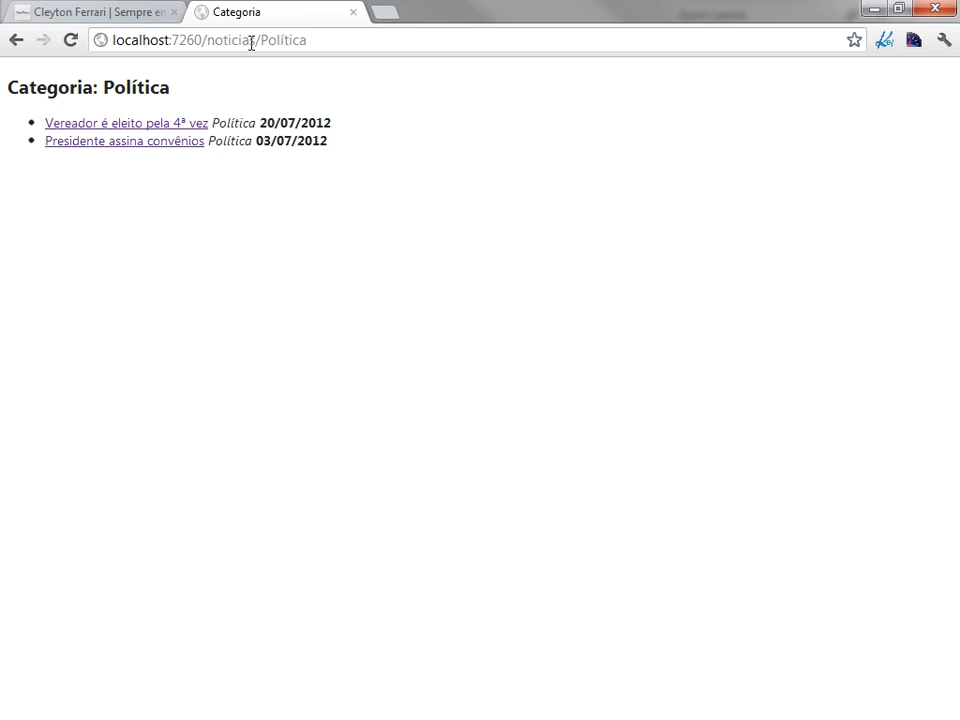 Cleyton Ferrari | Sempre en
Categoria
localhost:7260/noticias/Política
Categoria: Política
Vereador é eleito pela 4ª vez Política 20/07/2012
Presidente assina convênios Política 03/07/2012